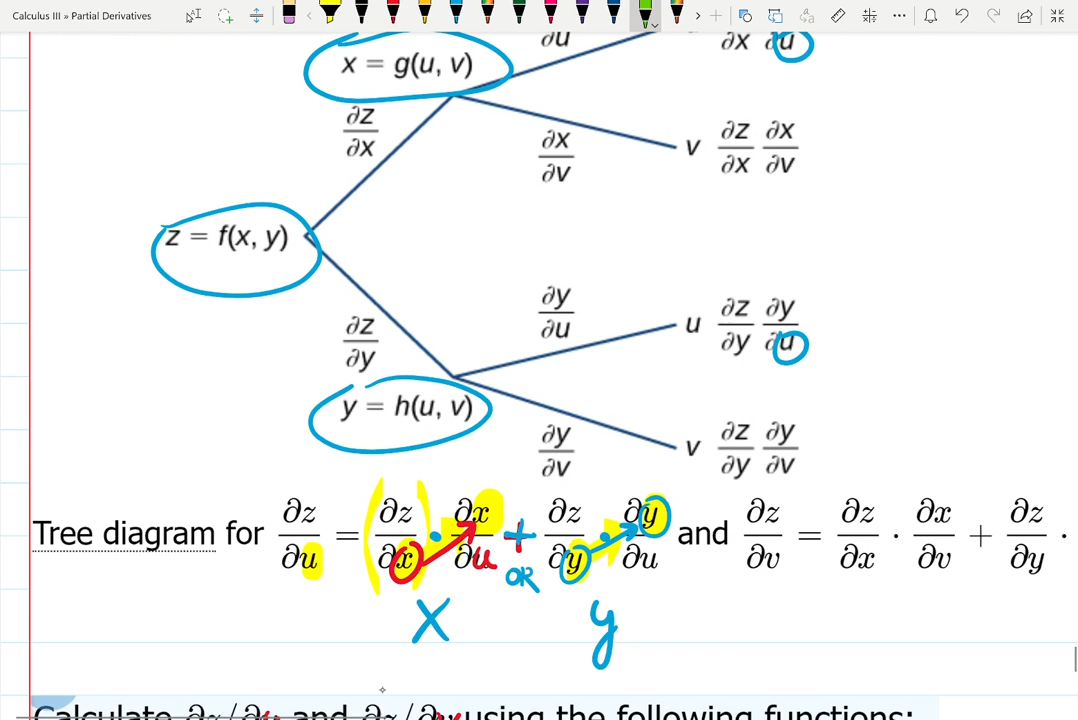 Calculus III » Partial Derivatives
∂u
∂x ∂u
x = g(u, v)
∂z/∂x
∂x/∂v
v ∂z/∂x ∂x/∂v
z = f(x, y)
∂y/∂u
∂z/∂y
u ∂z/∂y ∂y/∂u
y = h(u, v)
∂y/∂v
v ∂z/∂y ∂y/∂v
Tree diagram for ∂z/∂u = (∂z/∂x) · ∂x/∂u + ∂z/∂y · ∂y/∂u and ∂z/∂v = ∂z/∂x · ∂x/∂v + ∂z/∂y ·
OR
x y
Calculate ∂z/∂u and ∂z/∂v using the following functions: